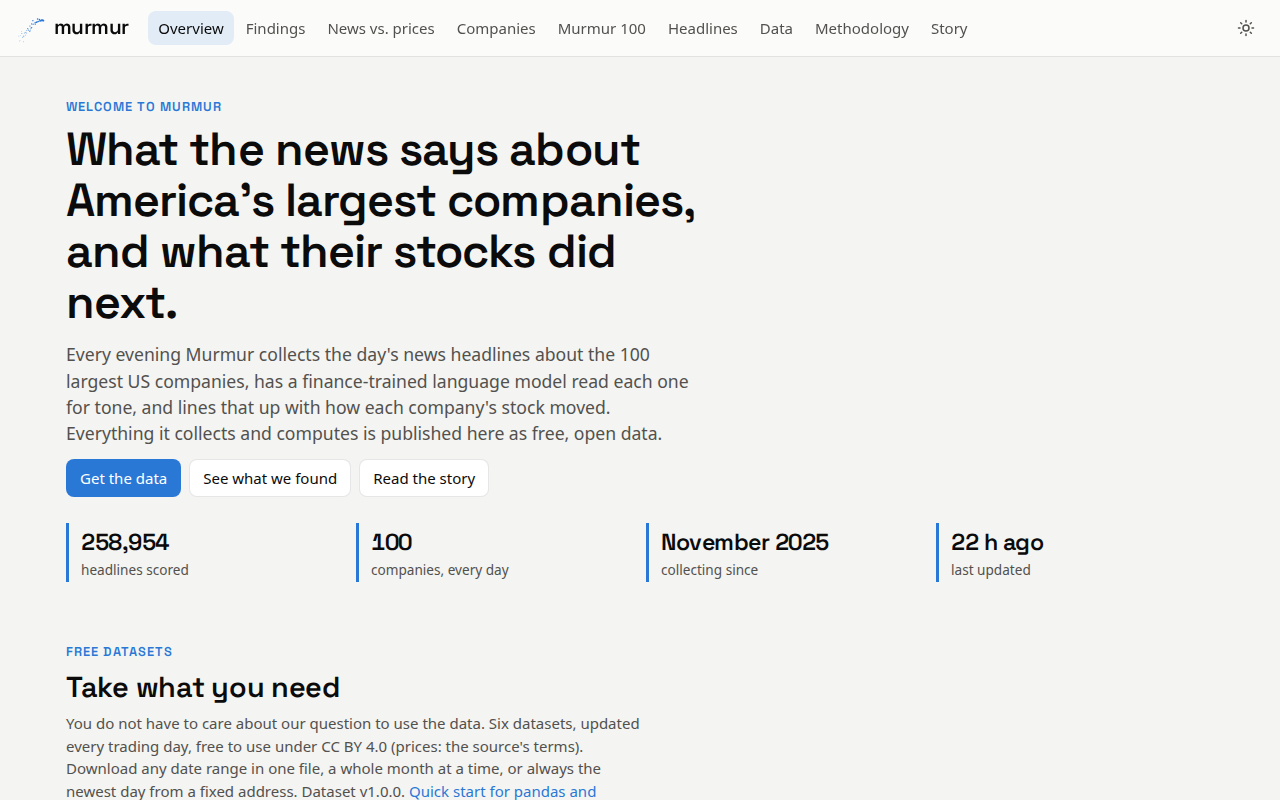 murmur
Overview
Findings
News vs. prices
Companies
Murmur 100
Headlines
Data
Methodology
Story
WELCOME TO MURMUR
What the news says about
America’s largest companies,
and what their stocks did
next.
Every evening Murmur collects the day's news headlines about the 100
largest US companies, has a finance-trained language model read each one
for tone, and lines that up with how each company's stock moved.
Everything it collects and computes is published here as free, open data.
Get the data
See what we found
Read the story
258,954
headlines scored
100
companies, every day
November 2025
collecting since
22 h ago
last updated
FREE DATASETS
Take what you need
You do not have to care about our question to use the data. Six datasets, updated
every trading day, free to use under CC BY 4.0 (prices: the source's terms).
Download any date range in one file, a whole month at a time, or always the
newest day from a fixed address. Dataset v1.0.0. Quick start for pandas and